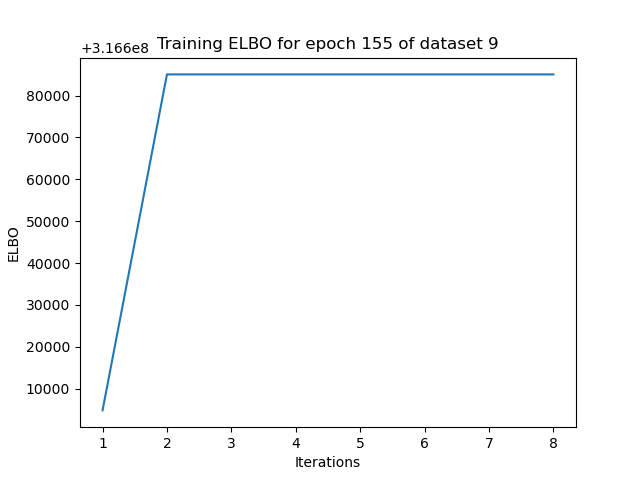 +3.166e8
Training ELBO for epoch 155 of dataset 9
80000
70000
60000
50000
40000
30000
20000
10000
ELBO
1 2 3 4 5 6 7 8
Iterations